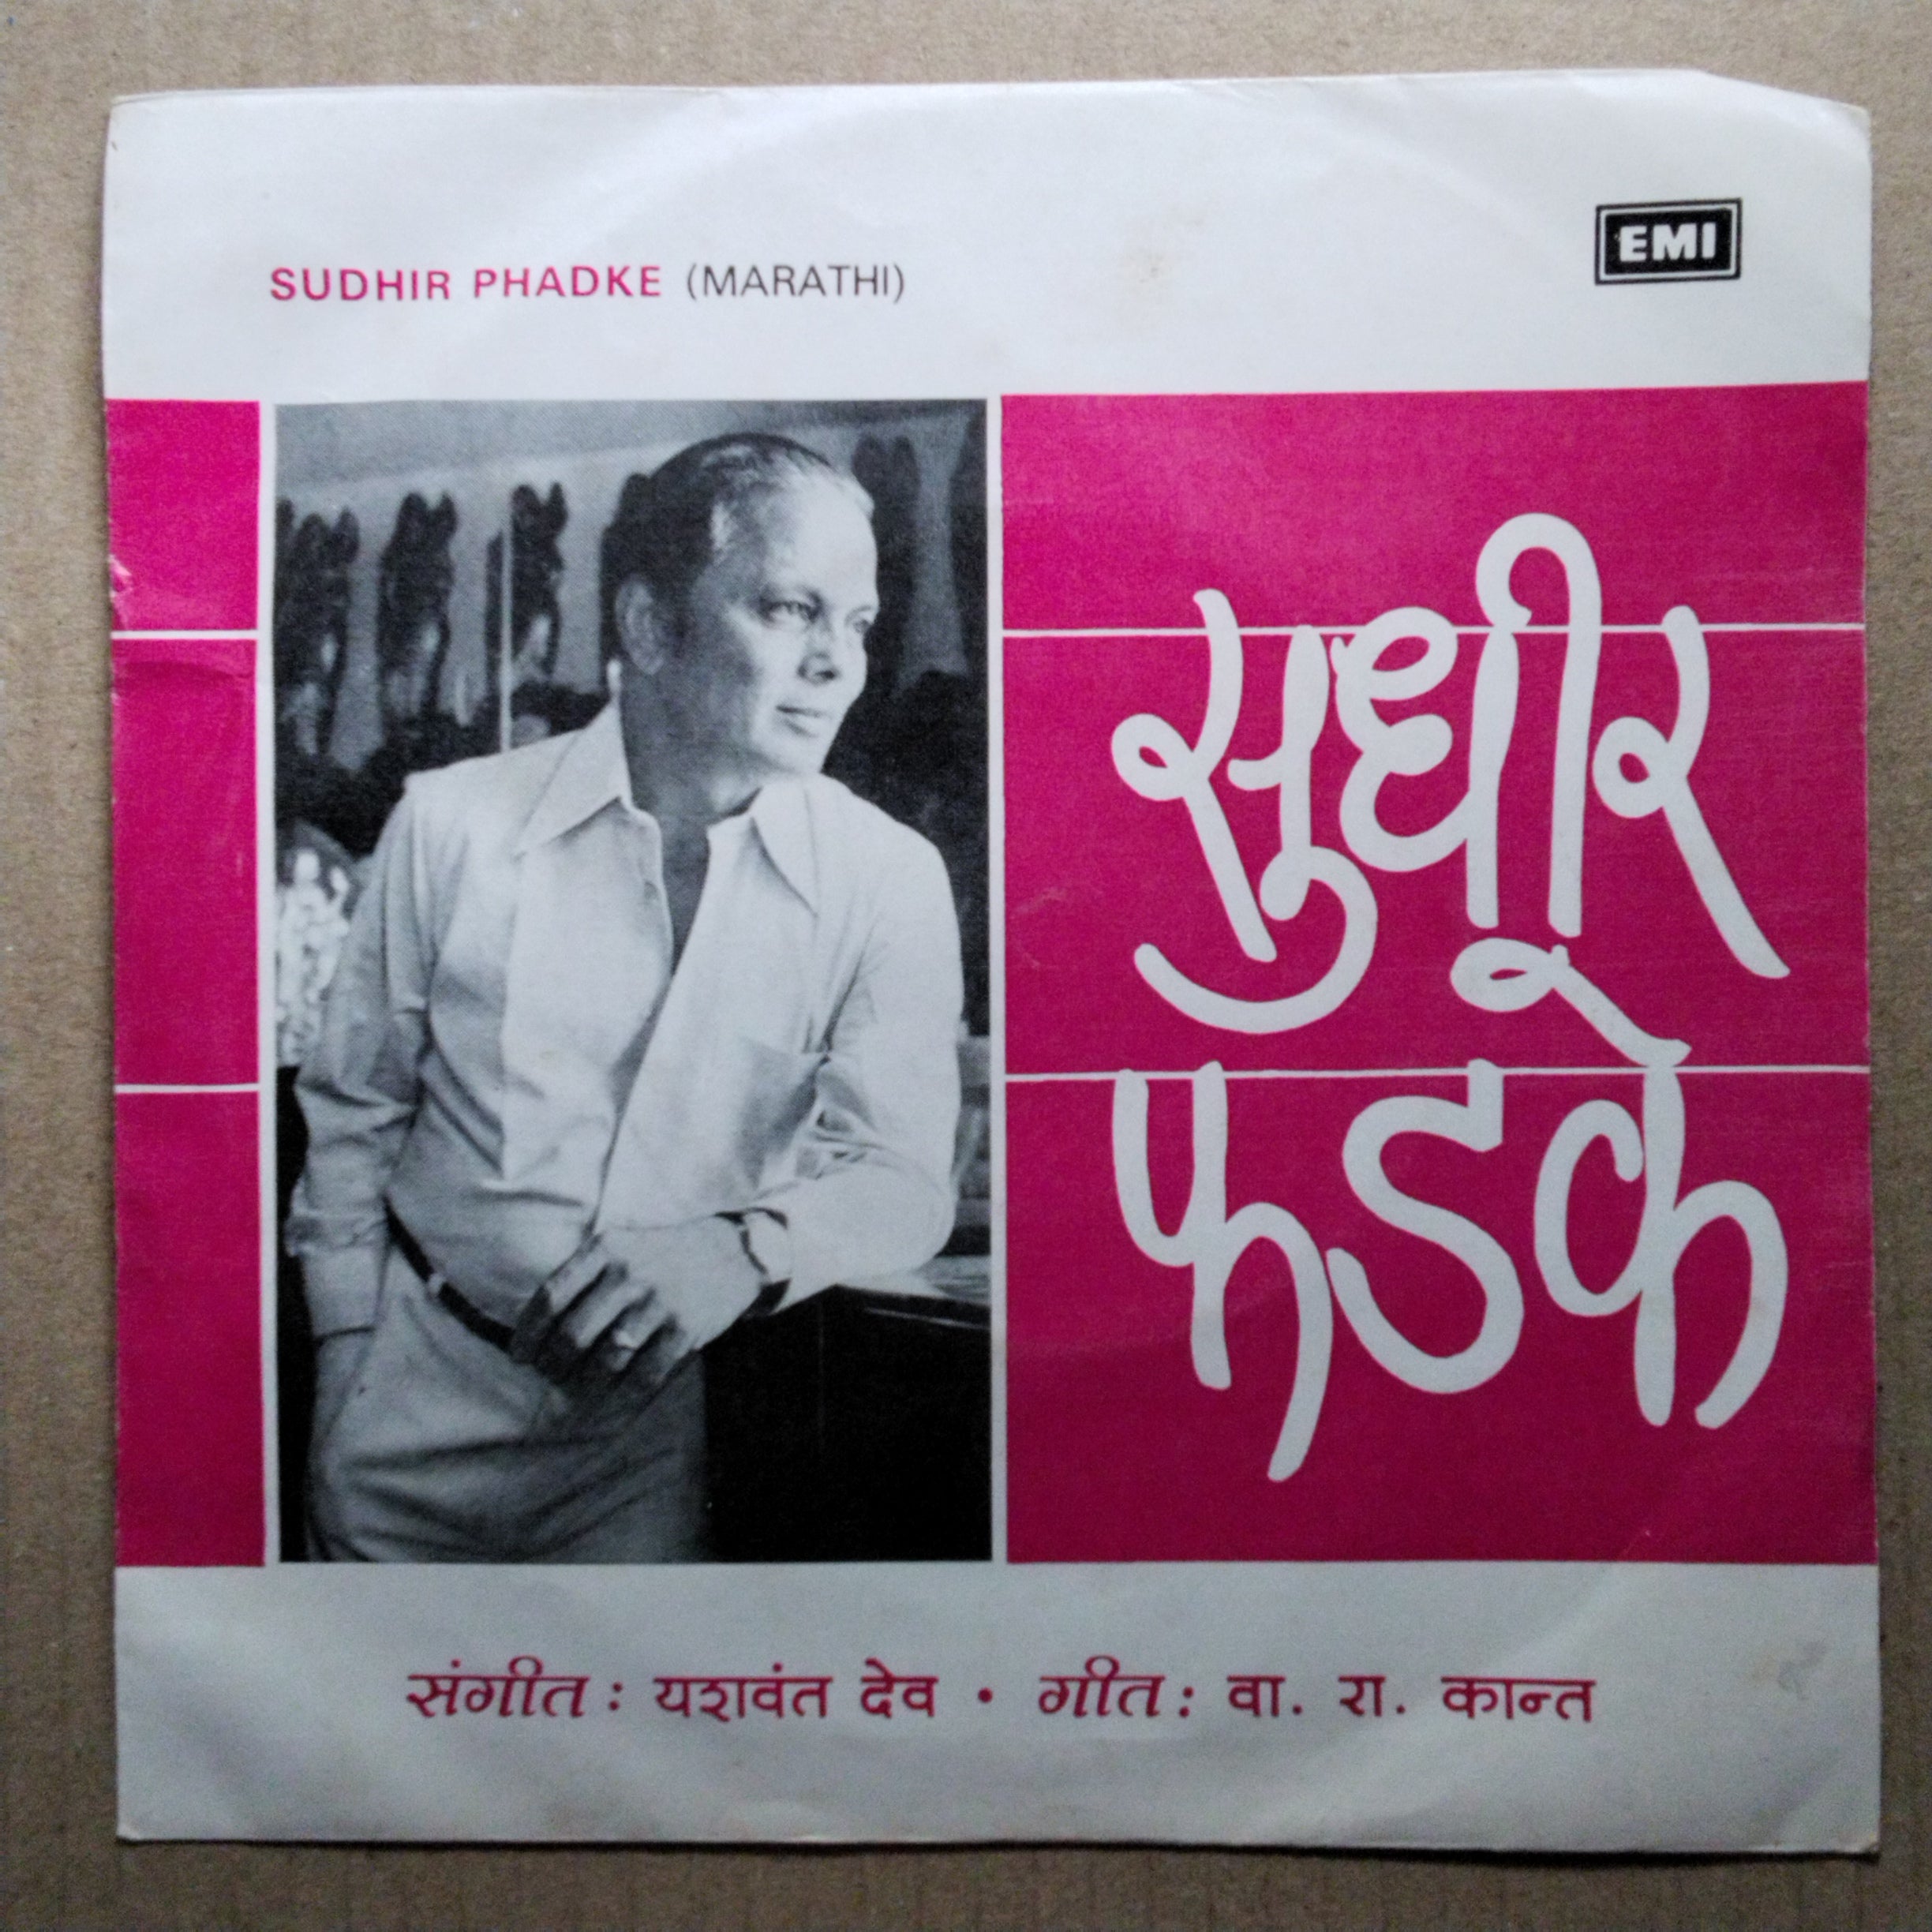 EMI
SUDHIR PHADKE (MARATHI)
सुधीर
फडके
संगीत : यशवंत देव • गीत : वा. रा. कान्त